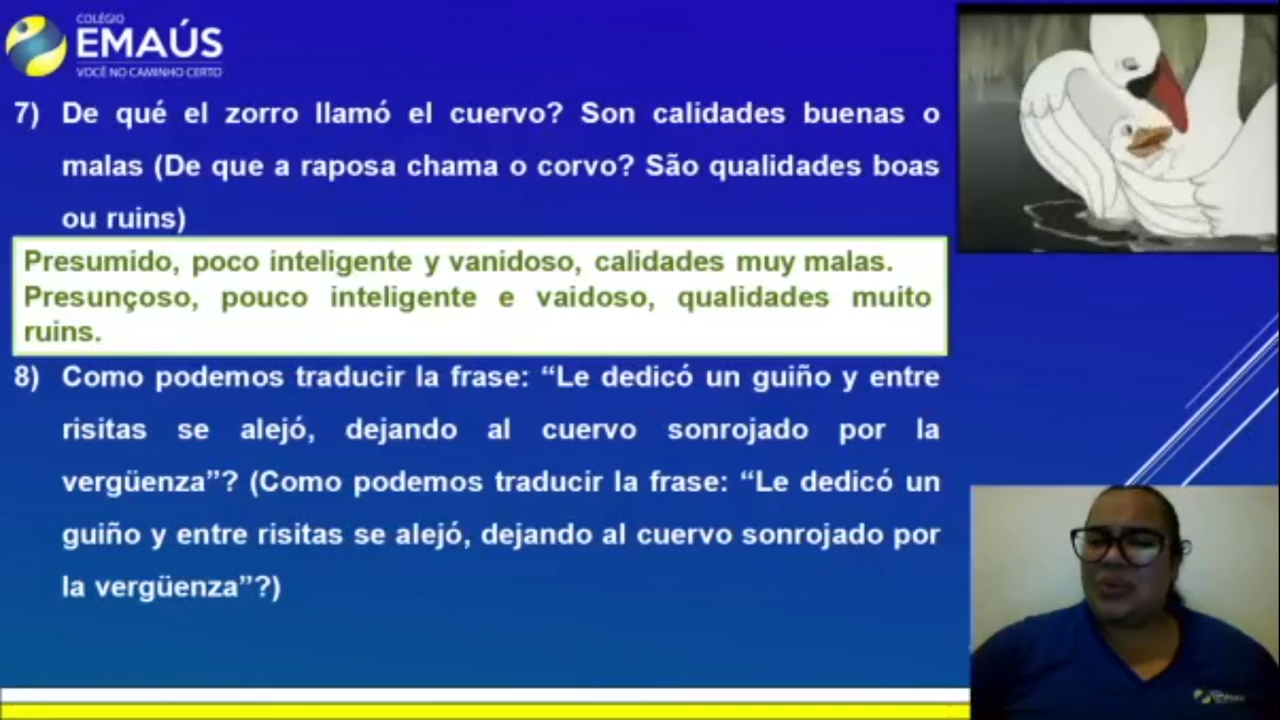 COLÉGIO
EMAÚS
VOCÊ NO CAMINHO CERTO
7) De qué el zorro llamó el cuervo? Son calidades buenas o
malas (De que a raposa chama o corvo? São qualidades boas
ou ruins)
Presumido, poco inteligente y vanidoso, calidades muy malas.
Presunçoso, pouco inteligente e vaidoso, qualidades muito
ruins.
8) Como podemos traducir la frase: “Le dedicó un guiño y entre
risitas se alejó, dejando al cuervo sonrojado por la
vergüenza”? (Como podemos traducir la frase: “Le dedicó un
guiño y entre risitas se alejó, dejando al cuervo sonrojado por
la vergüenza”?)